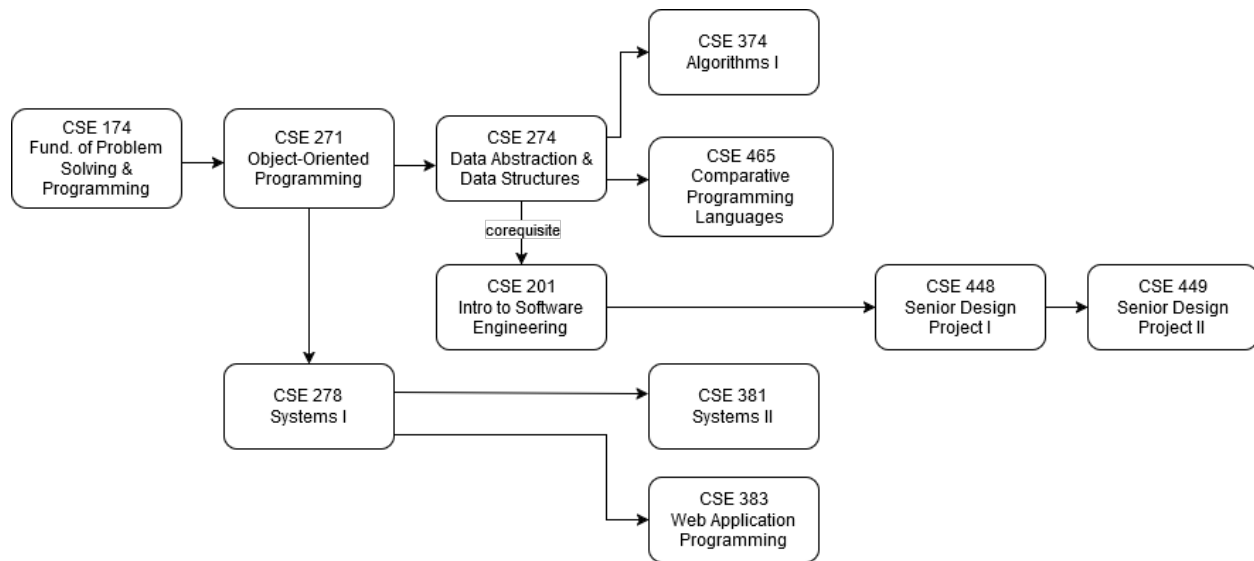 CSE 374
Algorithms I
CSE 174
Fund. of Problem
Solving &
Programming
CSE 271
Object-Oriented
Programming
CSE 274
Data Abstraction &
Data Structures
CSE 465
Comparative
Programming
Languages
corequisite
CSE 201
Intro to Software
Engineering
CSE 448
Senior Design
Project I
CSE 449
Senior Design
Project II
CSE 278
Systems I
CSE 381
Systems II
CSE 383
Web Application
Programming